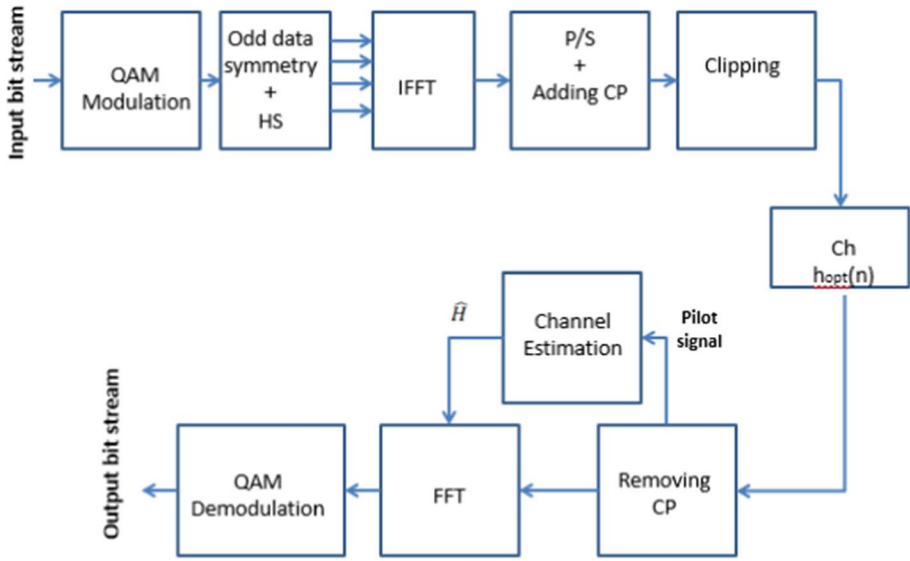 Input bit stream
QAM
Modulation
Odd data
symmetry
+
HS
IFFT
P/S
+
Adding CP
Clipping
Ch
hopt(n)
Pilot
signal
Channel
Estimation
Ĥ
Removing
CP
FFT
QAM
Demodulation
Output bit stream